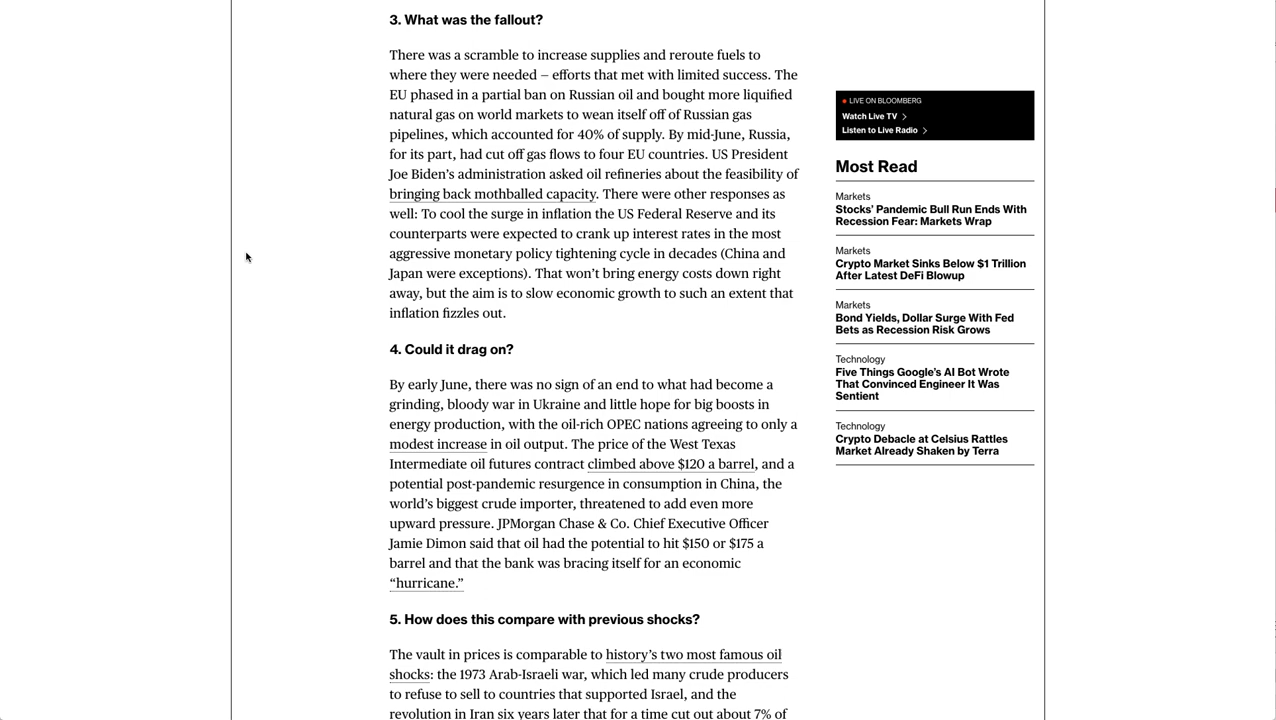 3. What was the fallout?
There was a scramble to increase supplies and reroute fuels to
where they were needed – efforts that met with limited success. The
EU phased in a partial ban on Russian oil and bought more liquified
natural gas on world markets to wean itself off of Russian gas
pipelines, which accounted for 40% of supply. By mid-June, Russia,
for its part, had cut off gas flows to four EU countries. US President
Joe Biden’s administration asked oil refineries about the feasibility of
bringing back mothballed capacity. There were other responses as
well: To cool the surge in inflation the US Federal Reserve and its
counterparts were expected to crank up interest rates in the most
aggressive monetary policy tightening cycle in decades (China and
Japan were exceptions). That won’t bring energy costs down right
away, but the aim is to slow economic growth to such an extent that
inflation fizzles out.
4. Could it drag on?
By early June, there was no sign of an end to what had become a
grinding, bloody war in Ukraine and little hope for big boosts in
energy production, with the oil-rich OPEC nations agreeing to only a
modest increase in oil output. The price of the West Texas
Intermediate oil futures contract climbed above $120 a barrel, and a
potential post-pandemic resurgence in consumption in China, the
world’s biggest crude importer, threatened to add even more
upward pressure. JPMorgan Chase & Co. Chief Executive Officer
Jamie Dimon said that oil had the potential to hit $150 or $175 a
barrel and that the bank was bracing itself for an economic
“hurricane.”
5. How does this compare with previous shocks?
The vault in prices is comparable to history’s two most famous oil
shocks: the 1973 Arab-Israeli war, which led many crude producers
to refuse to sell to countries that supported Israel, and the
revolution in Iran six years later that for a time cut out about 7% of
LIVE ON BLOOMBERG
Watch Live TV
Listen to Live Radio
Most Read
Markets
Stocks’ Pandemic Bull Run Ends With
Recession Fear: Markets Wrap
Markets
Crypto Market Sinks Below $1 Trillion
After Latest DeFi Blowup
Markets
Bond Yields, Dollar Surge With Fed
Bets as Recession Risk Grows
Technology
Five Things Google’s AI Bot Wrote
That Convinced Engineer It Was
Sentient
Technology
Crypto Debacle at Celsius Rattles
Market Already Shaken by Terra